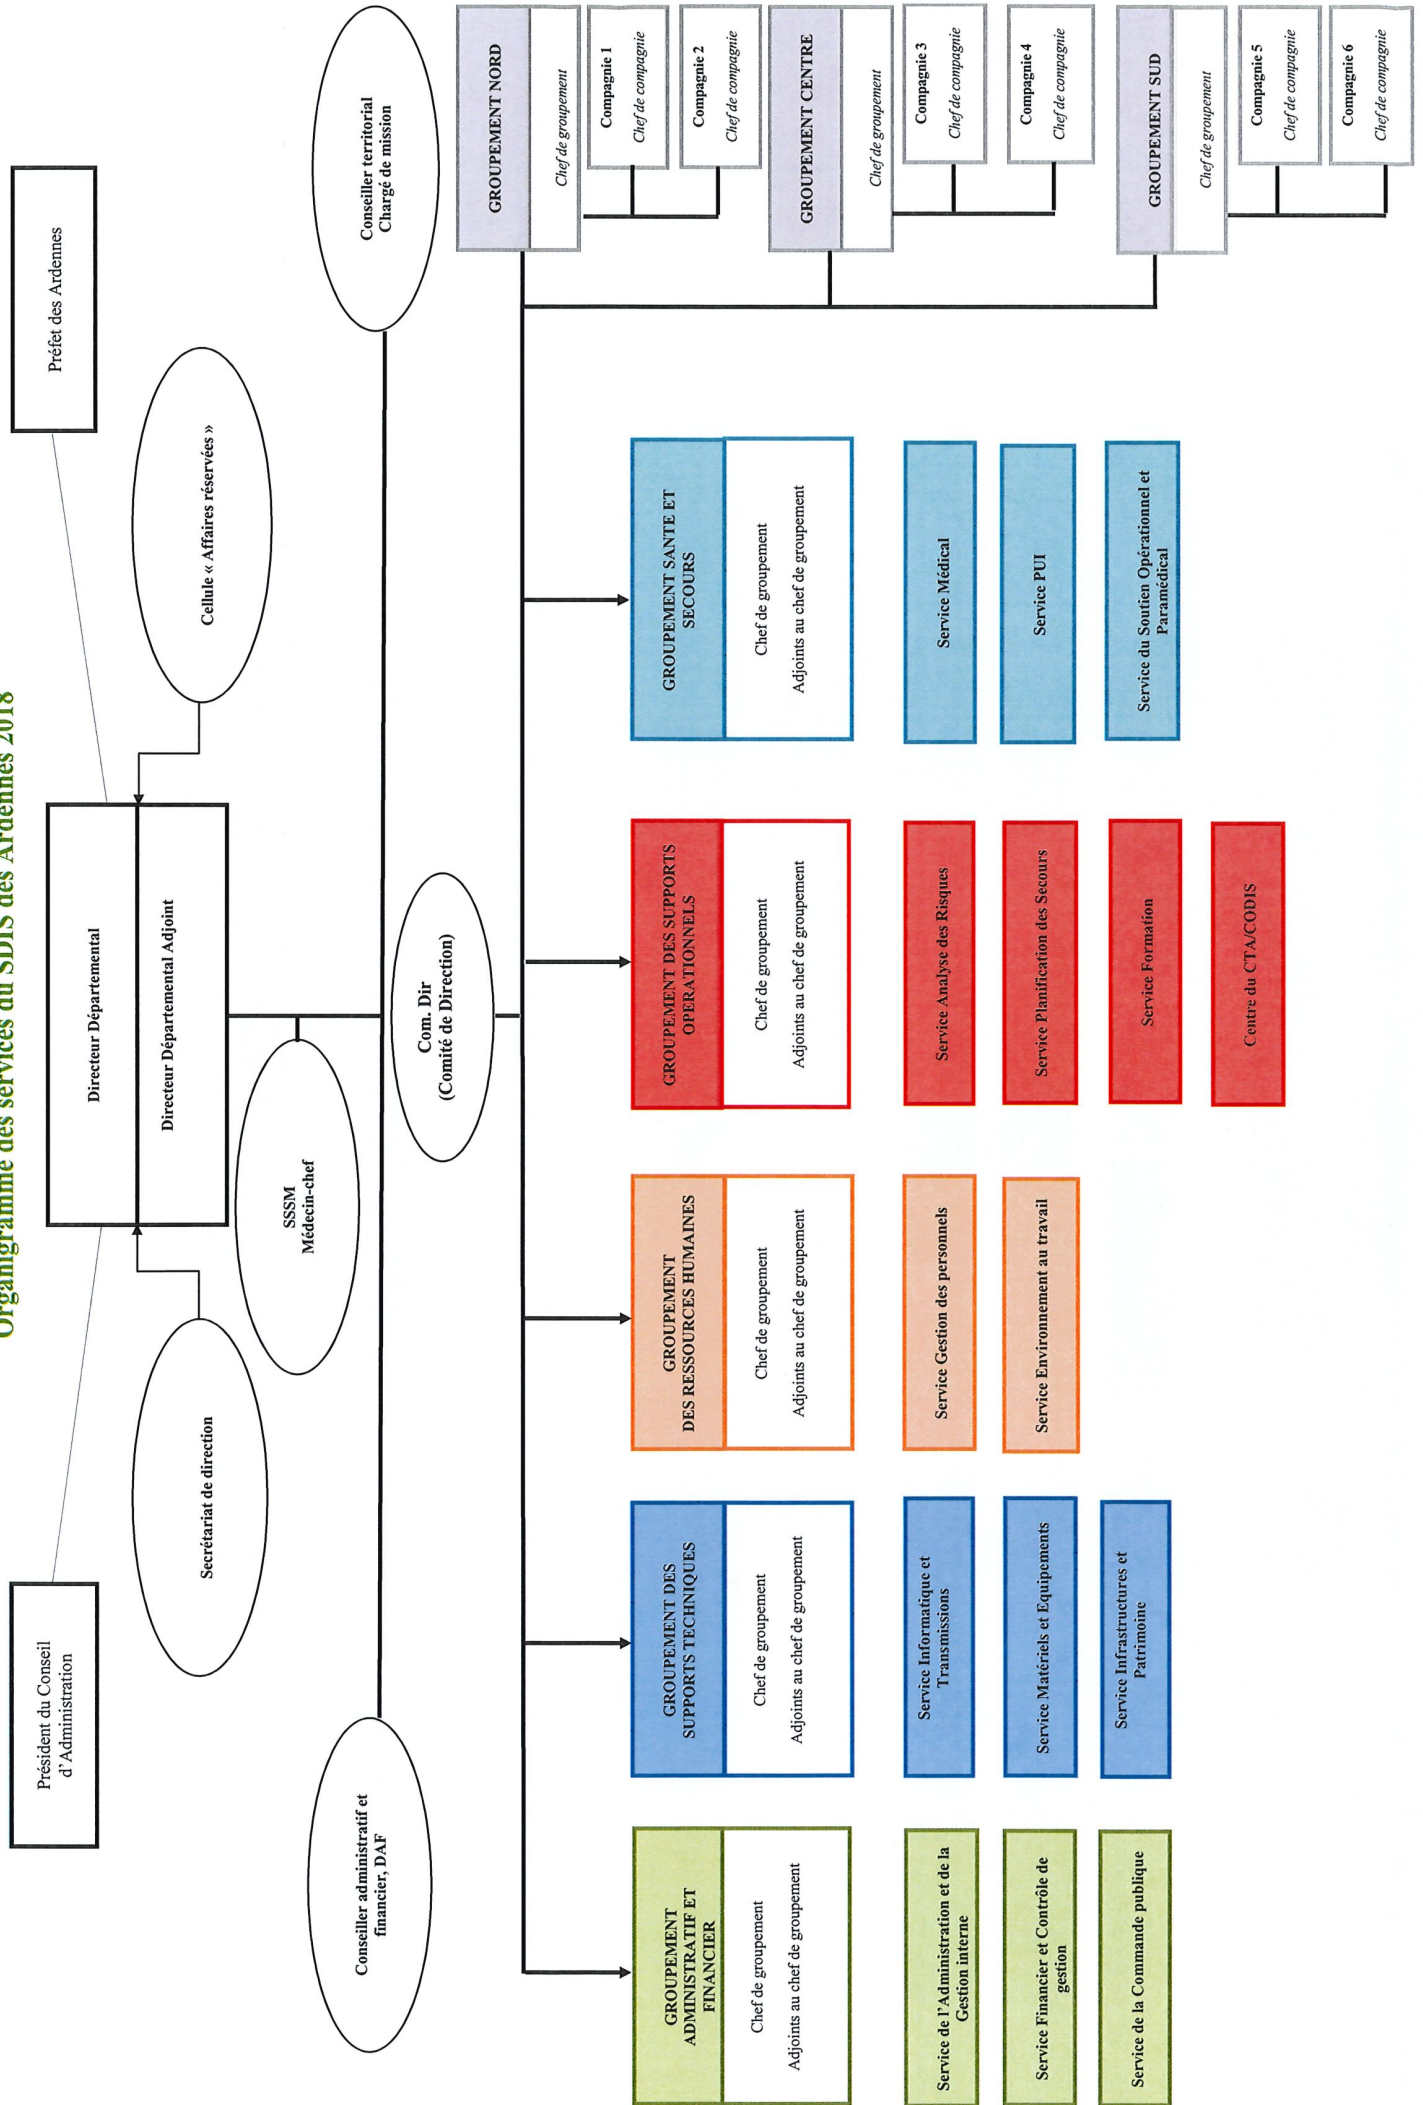 Organigramme des services du SDIS des Ardennes 2018
Président du Conseil
d'Administration
Préfet des Ardennes
Directeur Départemental
Directeur Départemental Adjoint
Secrétariat de direction
Cellule « Affaires réservées »
SSSM
Médecin-chef
Conseiller administratif et
financier, DAF
Conseiller territorial
Chargé de mission
Com. Dir
(Comité de Direction)
GROUPEMENT
ADMINISTRATIF ET
FINANCIER
Chef de groupement
Adjoints au chef de groupement
Service de l'Administration et de la
Gestion interne
Service Financier et Contrôle de
gestion
Service de la Commande publique
GROUPEMENT DES
SUPPORTS TECHNIQUES
Chef de groupement
Adjoints au chef de groupement
Service Informatique et
Transmissions
Service Matériels et Equipements
Service Infrastructures et
Patrimoine
GROUPEMENT
DES RESSOURCES HUMAINES
Chef de groupement
Adjoints au chef de groupement
Service Gestion des personnels
Service Environnement au travail
GROUPEMENT DES SUPPORTS
OPERATIONNELS
Chef de groupement
Adjoints au chef de groupement
Service Analyse des Risques
Service Planification des Secours
Service Formation
Centre du CTA/CODIS
GROUPEMENT SANTE ET
SECOURS
Chef de groupement
Adjoints au chef de groupement
Service Médical
Service PUI
Service du Soutien Opérationnel et
Paramédical
GROUPEMENT NORD
Chef de groupement
Compagnie 1
Chef de compagnie
Compagnie 2
Chef de compagnie
GROUPEMENT CENTRE
Chef de groupement
Compagnie 3
Chef de compagnie
Compagnie 4
Chef de compagnie
GROUPEMENT SUD
Chef de groupement
Compagnie 5
Chef de compagnie
Compagnie 6
Chef de compagnie